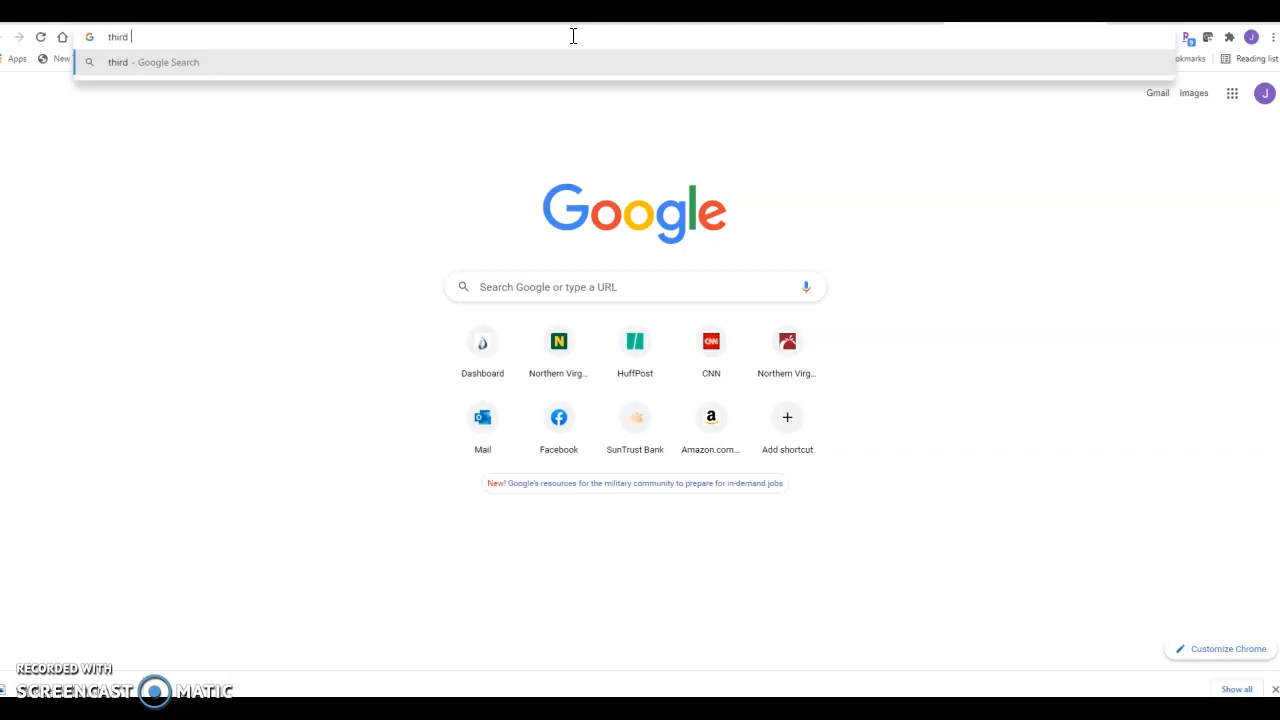 third
third - Google Search
Apps
New
okmarks
Reading list
Gmail
Images
J
J
Google
Search Google or type a URL
Dashboard
Northern Virg...
HuffPost
CNN
Northern Virg...
Mail
Facebook
SunTrust Bank
Amazon.com...
Add shortcut
New! Google's resources for the military community to prepare for in-demand jobs
Customize Chrome
RECORDED WITH
SCREENCAST MATIC
Show all